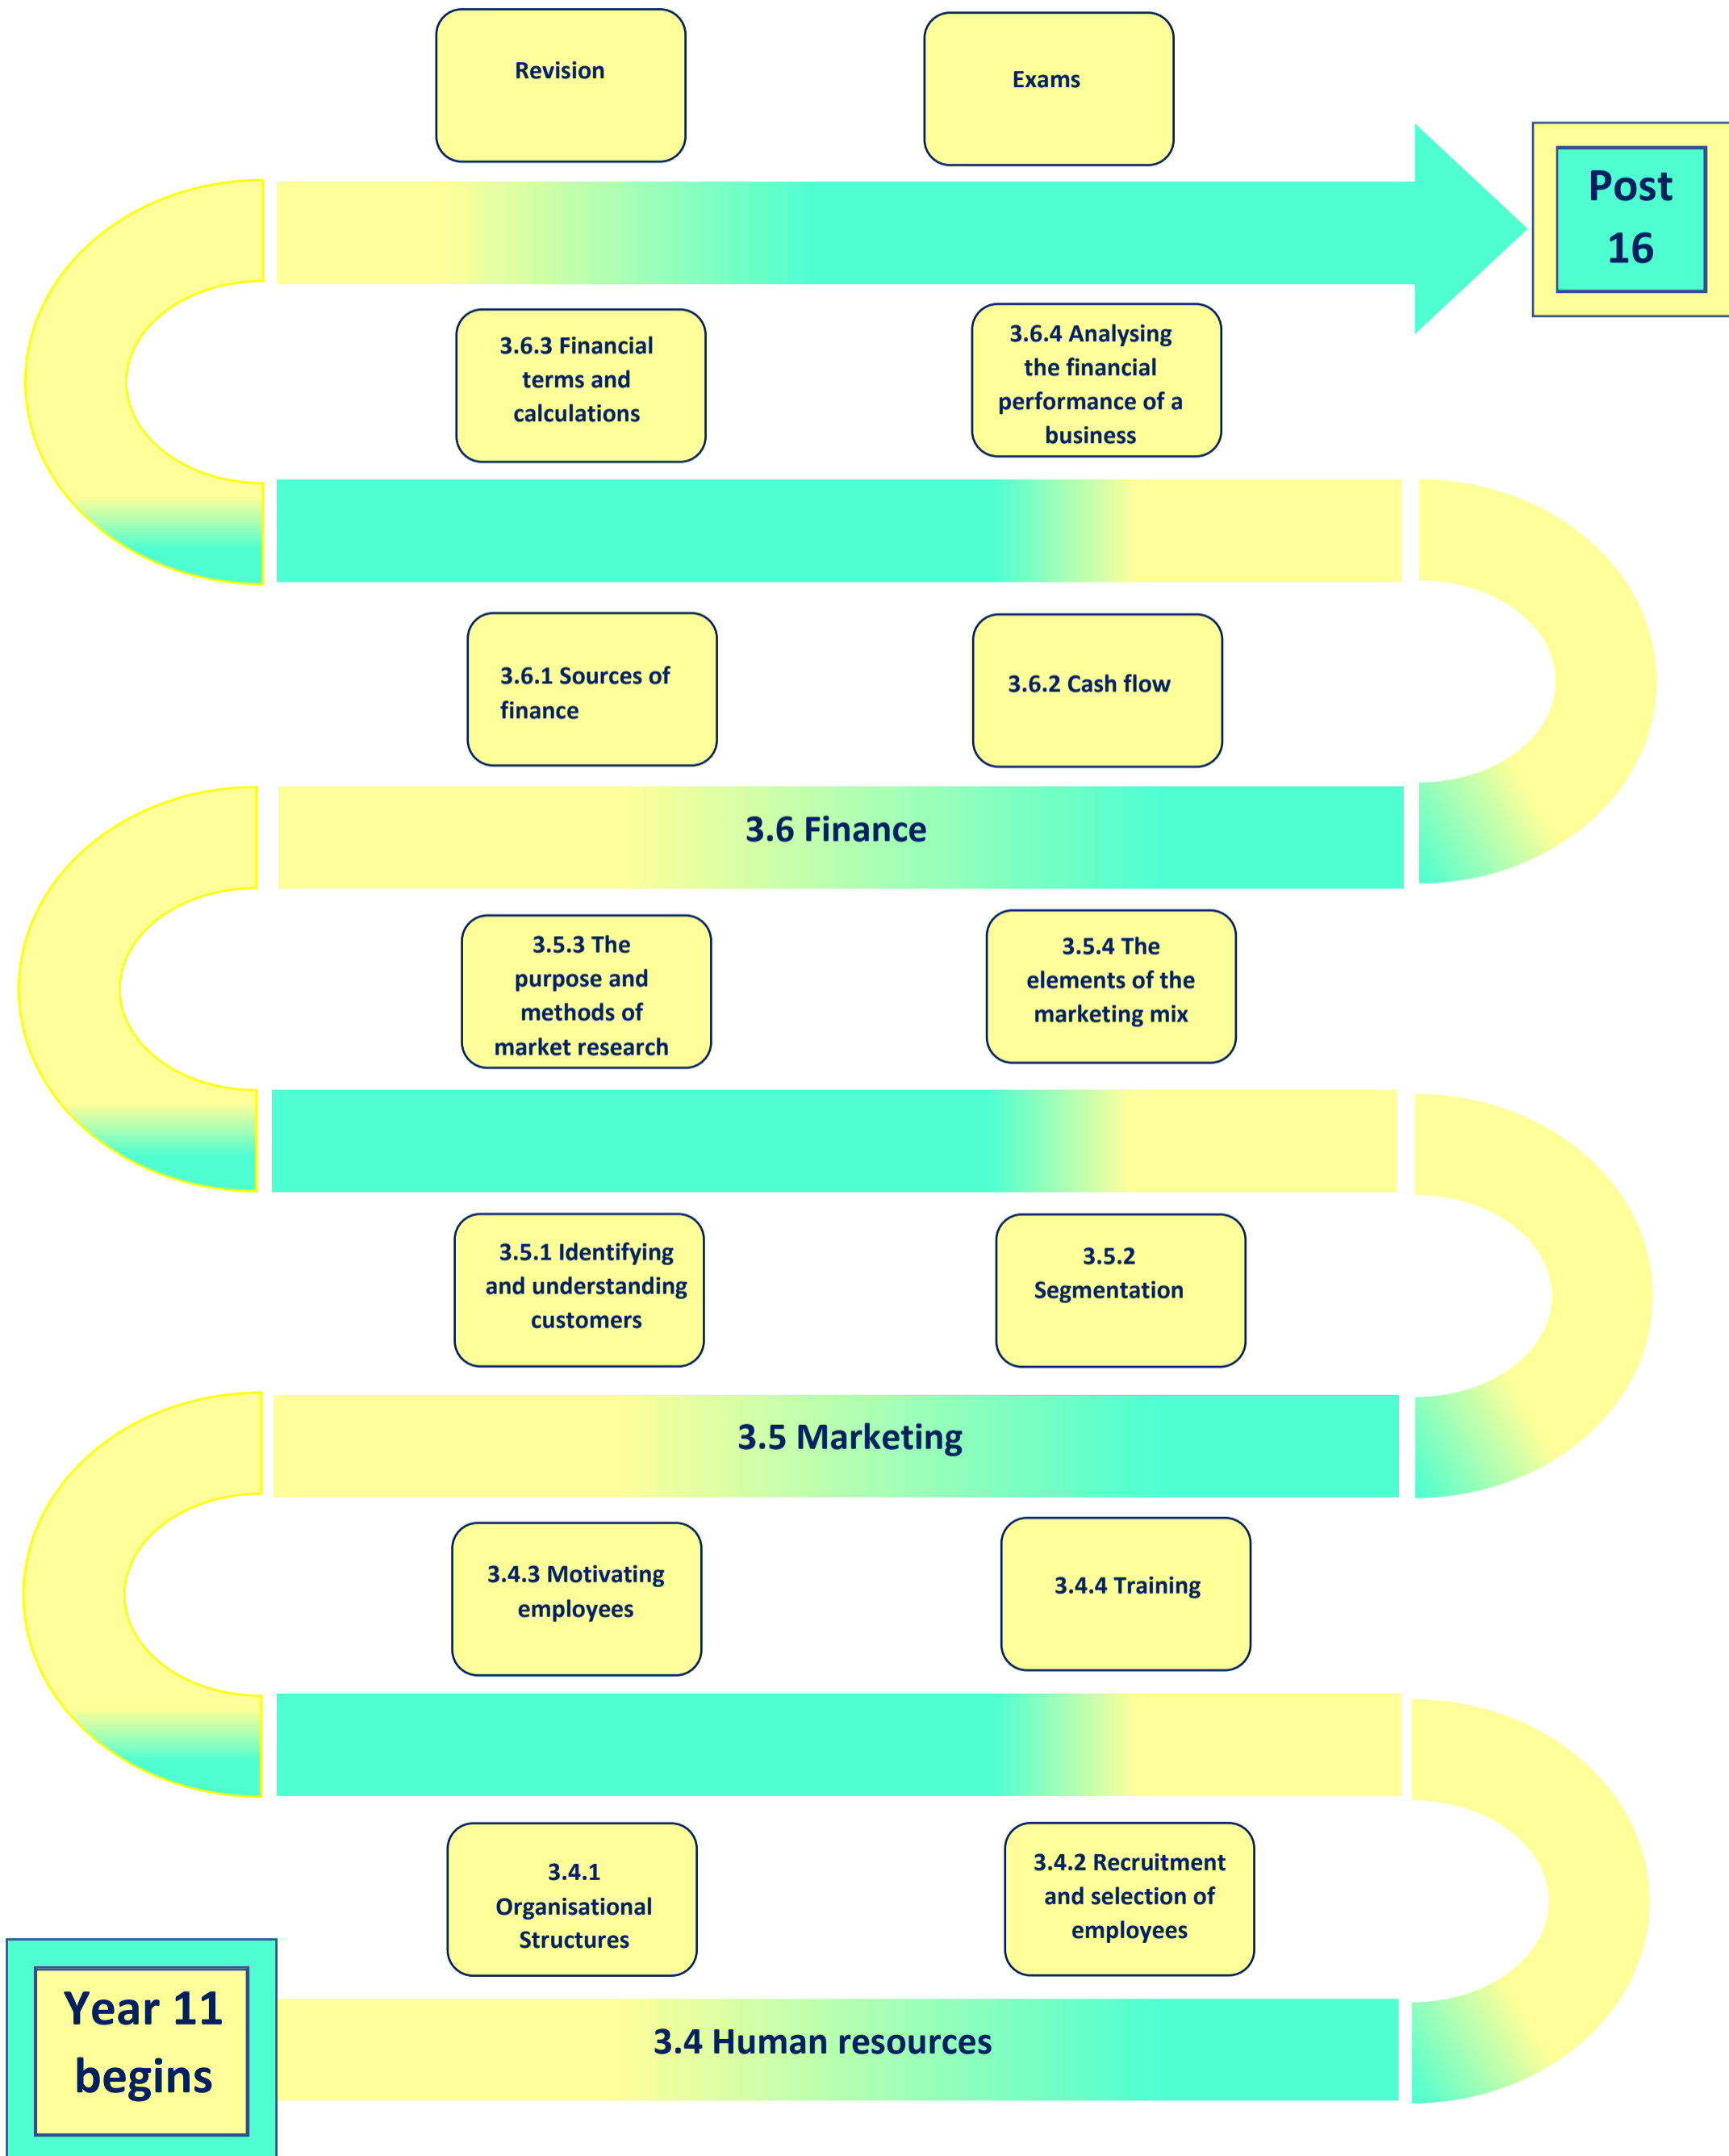 Revision
Exams
Post
16
3.6.3 Financial
terms and
calculations
3.6.4 Analysing
the financial
performance of a
business
3.6.1 Sources of
finance
3.6.2 Cash flow
3.6 Finance
3.5.3 The
purpose and
methods of
market research
3.5.4 The
elements of the
marketing mix
3.5.1 Identifying
and understanding
customers
3.5.2
Segmentation
3.5 Marketing
3.4.3 Motivating
employees
3.4.4 Training
3.4.1
Organisational
Structures
3.4.2 Recruitment
and selection of
employees
Year 11
begins
3.4 Human resources